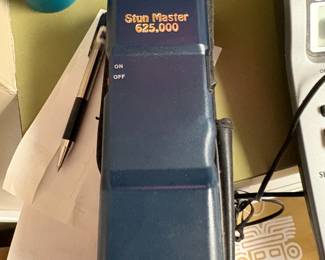 Stun Master
625,000
ON
OFF